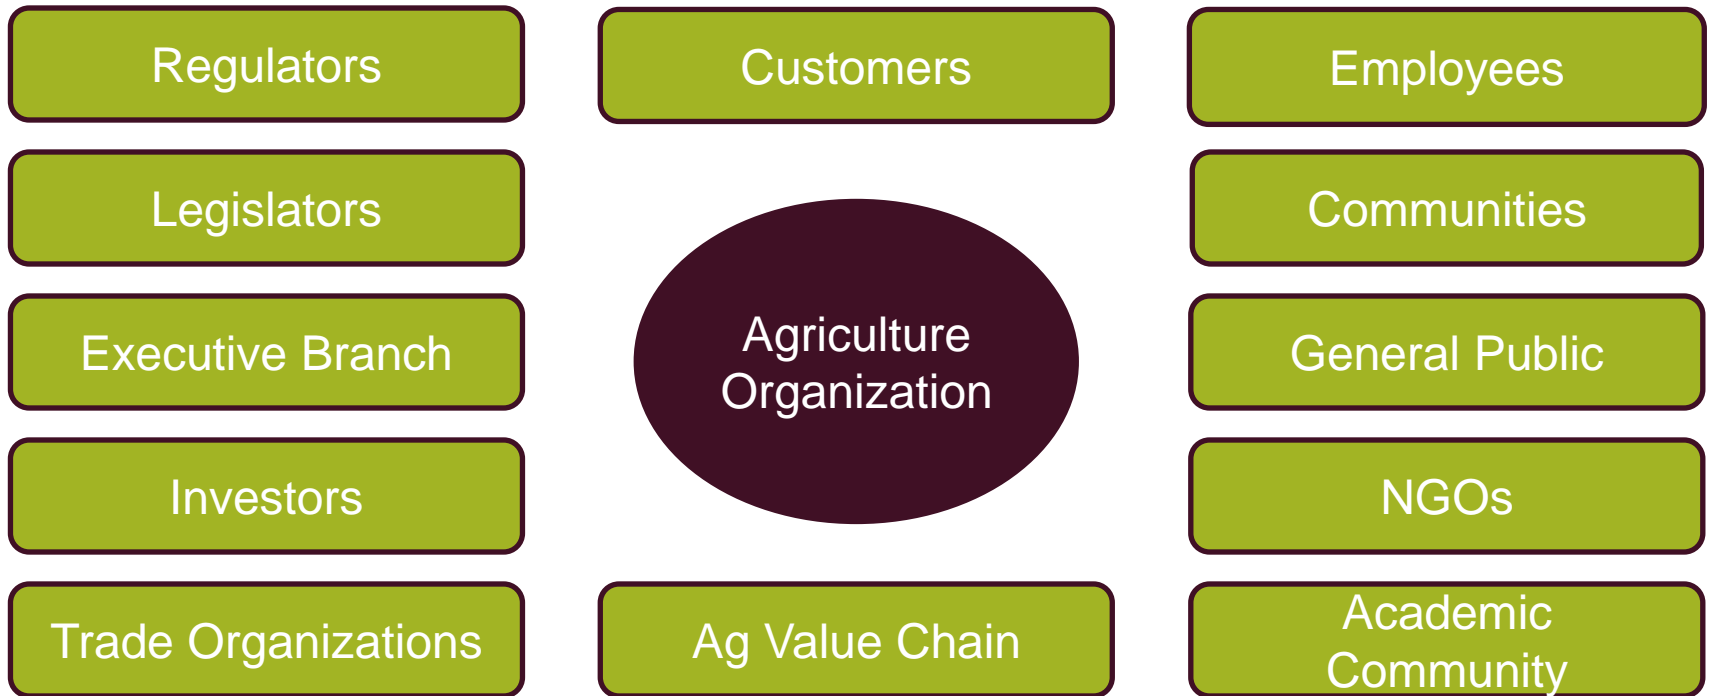 Regulators
Customers
Employees
Legislators
Communities
Executive Branch
Agriculture
Organization
General Public
Investors
NGOs
Trade Organizations
Ag Value Chain
Academic
Community